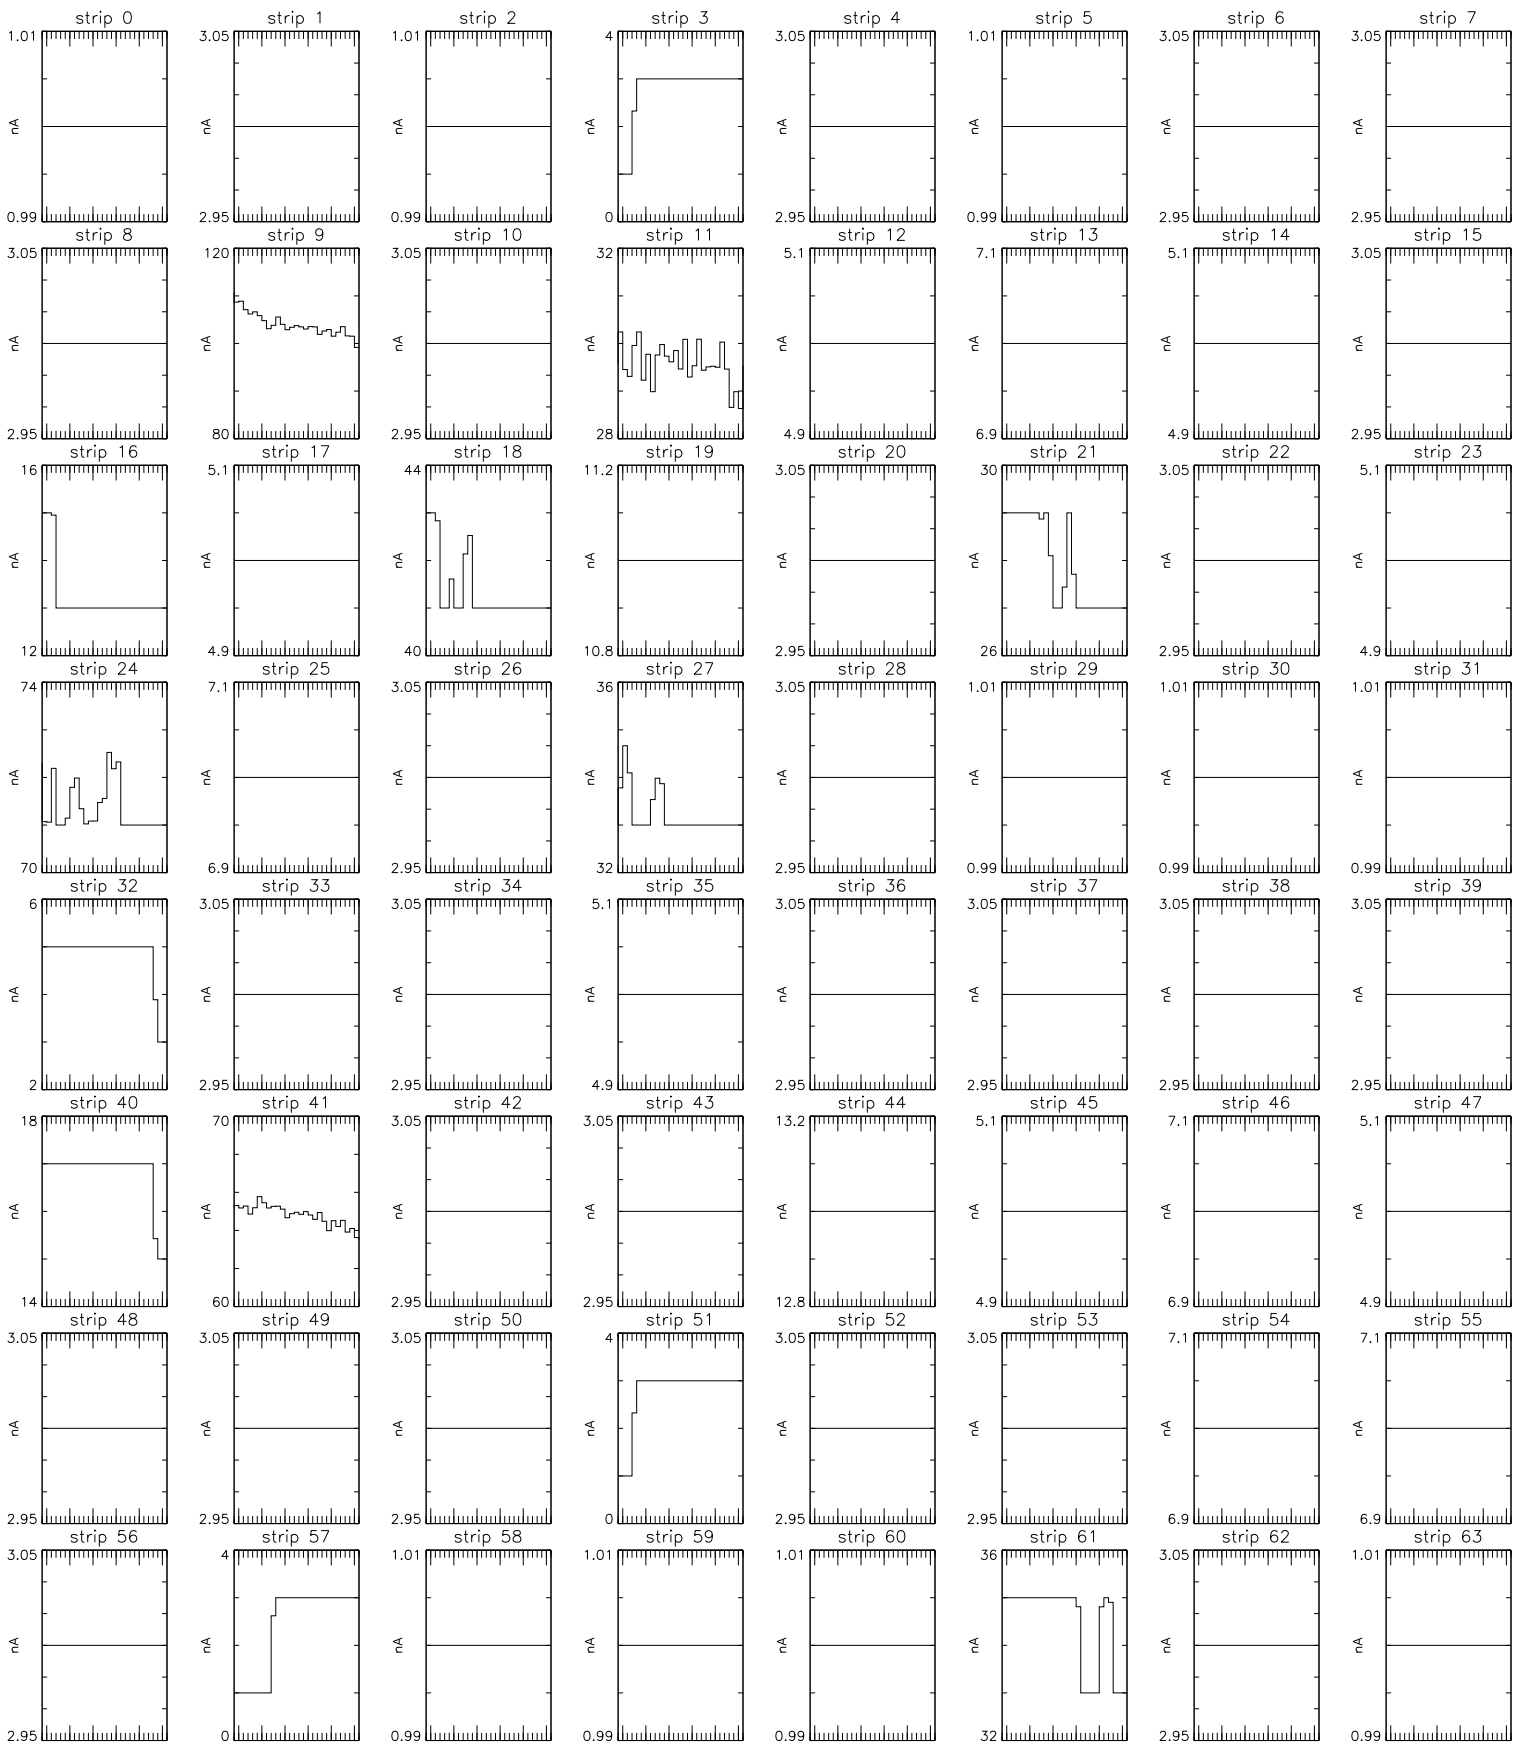 strip 0 strip 1 strip 2 strip 3 strip 4 strip 5 strip 6 strip 7
1.01 3.05 1.01 4 3.05 1.01 3.05 3.05
nA nA nA nA nA nA nA nA
0.99 2.95 0.99 0 2.95 0.99 2.95 2.95
strip 8 strip 9 strip 10 strip 11 strip 12 strip 13 strip 14 strip 15
3.05 120 3.05 32 5.1 7.1 5.1 3.05
nA nA nA nA nA nA nA nA
2.95 80 2.95 28 4.9 6.9 4.9 2.95
strip 16 strip 17 strip 18 strip 19 strip 20 strip 21 strip 22 strip 23
16 5.1 44 11.2 3.05 30 3.05 5.1
nA nA nA nA nA nA nA nA
12 4.9 40 10.8 2.95 26 2.95 4.9
strip 24 strip 25 strip 26 strip 27 strip 28 strip 29 strip 30 strip 31
74 7.1 3.05 36 3.05 1.01 1.01 1.01
nA nA nA nA nA nA nA nA
70 6.9 2.95 32 2.95 0.99 0.99 0.99
strip 32 strip 33 strip 34 strip 35 strip 36 strip 37 strip 38 strip 39
6 3.05 3.05 5.1 3.05 3.05 3.05 3.05
nA nA nA nA nA nA nA nA
2 2.95 2.95 4.9 2.95 2.95 2.95 2.95
strip 40 strip 41 strip 42 strip 43 strip 44 strip 45 strip 46 strip 47
18 70 3.05 3.05 13.2 5.1 7.1 5.1
nA nA nA nA nA nA nA nA
14 60 2.95 2.95 12.8 4.9 6.9 4.9
strip 48 strip 49 strip 50 strip 51 strip 52 strip 53 strip 54 strip 55
3.05 3.05 3.05 4 3.05 3.05 7.1 7.1
nA nA nA nA nA nA nA nA
2.95 2.95 2.95 0 2.95 2.95 6.9 6.9
strip 56 strip 57 strip 58 strip 59 strip 60 strip 61 strip 62 strip 63
3.05 4 1.01 1.01 1.01 36 3.05 1.01
nA nA nA nA nA nA nA nA
2.95 0 0.99 0.99 0.99 32 2.95 0.99